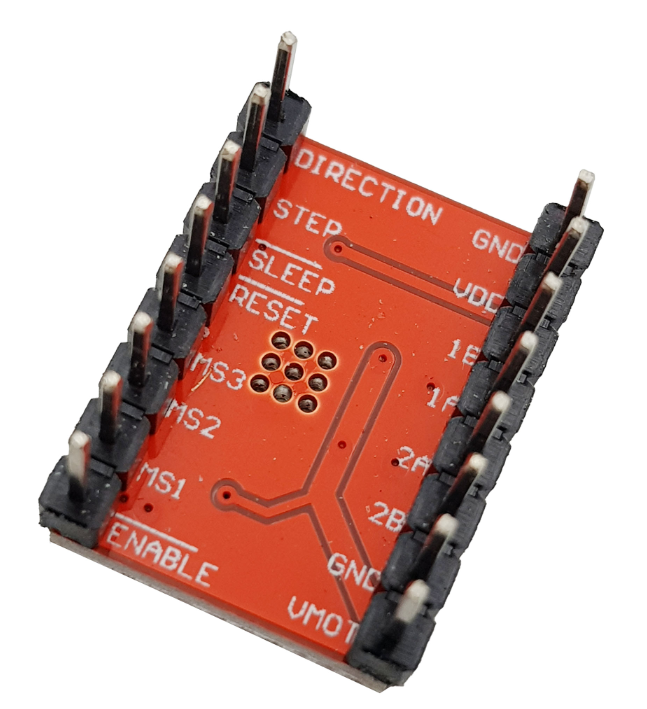 DIRECTION
STEP
SLEEP
RESET
MS3
MS2
MS1
ENABLE
GND
VDD
1B
1A
2A
2B
GND
VMOT